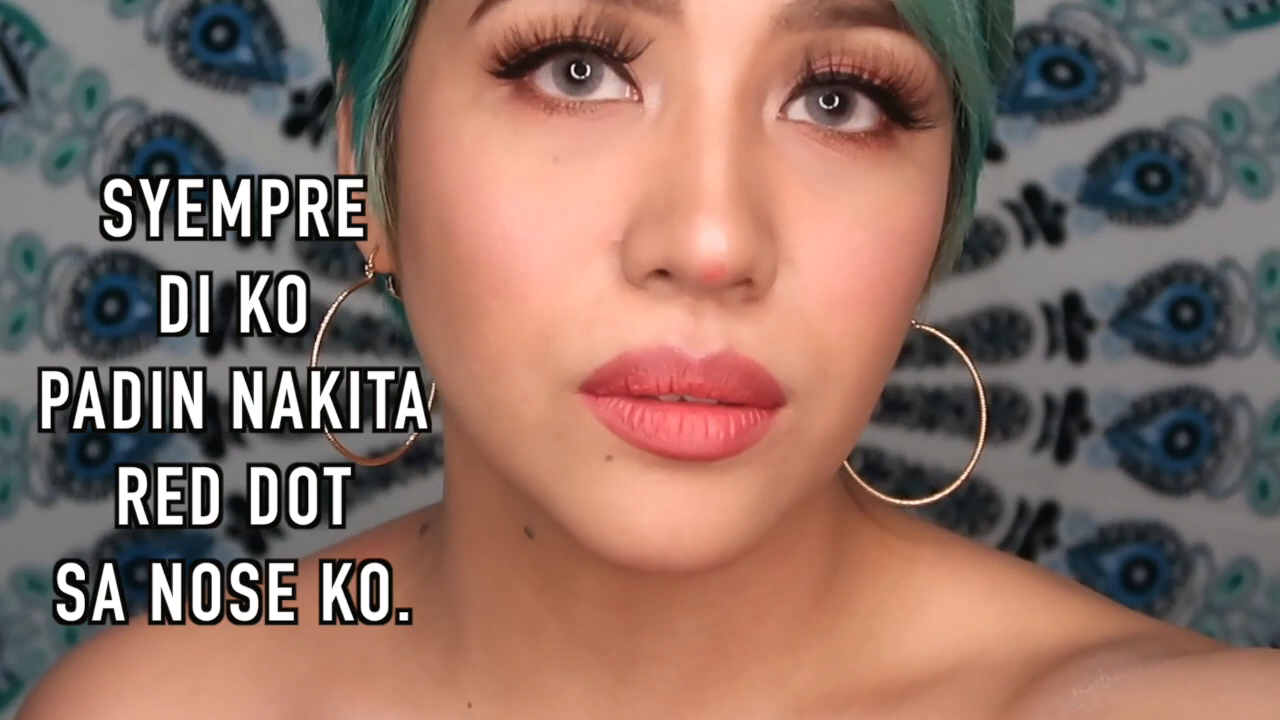 SYEMPRE
DI KO
PADIN NAKITA
RED DOT
SA NOSE KO.